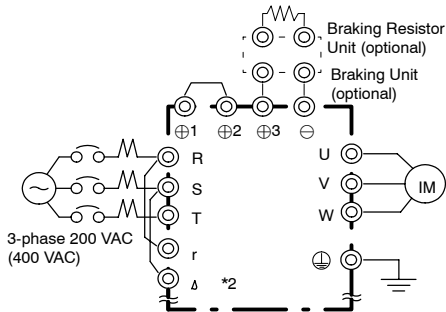 Braking Resistor
Unit (optional)
Braking Unit
(optional)
⊕1 ⊕2 ⊕3 ⊖
R
S
T
r
Δ *2
U
V
W
IM
3-phase 200 VAC
(400 VAC)